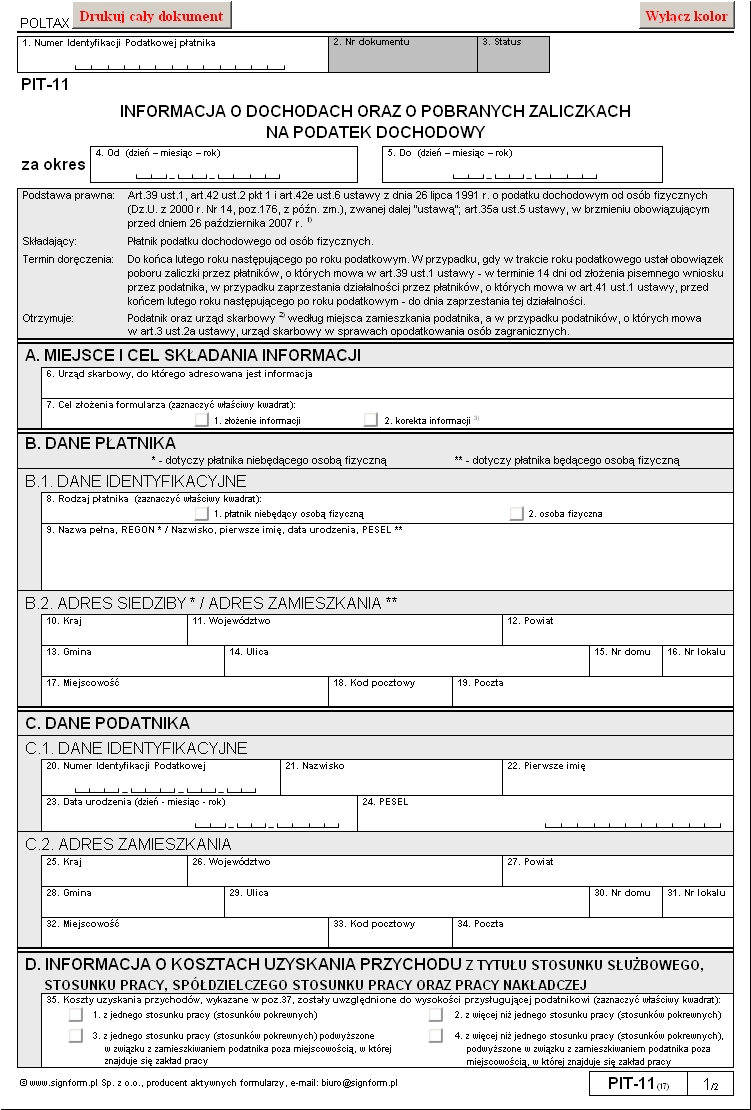 POLTAX
Drukuj cały dokument
Wyłącz kolor
1. Numer Identyfikacji Podatkowej płatnika
2. Nr dokumentu
3. Status
PIT-11
INFORMACJA O DOCHODACH ORAZ O POBRANYCH ZALICZKACH
NA PODATEK DOCHODOWY
za okres
4. Od (dzień – miesiąc – rok)
5. Do (dzień – miesiąc – rok)
Podstawa prawna: Art.39 ust.1, art.42 ust.2 pkt 1 i art.42e ust.6 ustawy z dnia 26 lipca 1991 r. o podatku dochodowym od osób fizycznych
(Dz.U. z 2000 r. Nr 14, poz.176, z późn. zm.), zwanej dalej "ustawą"; art.35a ust.5 ustawy, w brzmieniu obowiązującym
przed dniem 26 października 2007 r. 1)
Składający: Płatnik podatku dochodowego od osób fizycznych.
Termin doręczenia: Do końca lutego roku następującego po roku podatkowym. W przypadku, gdy w trakcie roku podatkowego ustał obowiązek
poboru zaliczki przez płatników, o których mowa w art.39 ust.1 ustawy - w terminie 14 dni od złożenia pisemnego wniosku
przez podatnika, w przypadku zaprzestania działalności przez płatników, o których mowa w art.41 ust.1 ustawy, przed
końcem lutego roku następującego po roku podatkowym - do dnia zaprzestania tej działalności.
Otrzymuje: Podatnik oraz urząd skarbowy 2) według miejsca zamieszkania podatnika, a w przypadku podatników, o których mowa
w art.3 ust.2a ustawy, urząd skarbowy w sprawach opodatkowania osób zagranicznych.
A. MIEJSCE I CEL SKŁADANIA INFORMACJI
6. Urząd skarbowy, do którego adresowana jest informacja
7. Cel złożenia formularza (zaznaczyć właściwy kwadrat):
1. złożenie informacji
2. korekta informacji 3)
B. DANE PŁATNIKA
* - dotyczy płatnika niebędącego osobą fizyczną
** - dotyczy płatnika będącego osobą fizyczną
B.1. DANE IDENTYFIKACYJNE
8. Rodzaj płatnika (zaznaczyć właściwy kwadrat):
1. płatnik niebędący osobą fizyczną
2. osoba fizyczna
9. Nazwa pełna, REGON * / Nazwisko, pierwsze imię, data urodzenia, PESEL **
B.2. ADRES SIEDZIBY * / ADRES ZAMIESZKANIA **
10. Kraj
11. Województwo
12. Powiat
13. Gmina
14. Ulica
15. Nr domu
16. Nr lokalu
17. Miejscowość
18. Kod pocztowy
19. Poczta
C. DANE PODATNIKA
C.1. DANE IDENTYFIKACYJNE
20. Numer Identyfikacji Podatkowej
21. Nazwisko
22. Pierwsze imię
23. Data urodzenia (dzień - miesiąc - rok)
24. PESEL
C.2. ADRES ZAMIESZKANIA
25. Kraj
26. Województwo
27. Powiat
28. Gmina
29. Ulica
30. Nr domu
31. Nr lokalu
32. Miejscowość
33. Kod pocztowy
34. Poczta
D. INFORMACJA O KOSZTACH UZYSKANIA PRZYCHODU Z TYTUŁU STOSUNKU SŁUŻBOWEGO,
STOSUNKU PRACY, SPÓŁDZIELCZEGO STOSUNKU PRACY ORAZ PRACY NAKŁADCZEJ
35. Koszty uzyskania przychodów, wykazane w poz.37, zostały uwzględnione do wysokości przysługującej podatnikowi (zaznaczyć właściwy kwadrat):
1. z jednego stosunku pracy (stosunków pokrewnych)
2. z więcej niż jednego stosunku pracy (stosunków pokrewnych)
3. z jednego stosunku pracy (stosunków pokrewnych) podwyższone
w związku z zamieszkiwaniem podatnika poza miejscowością, w której
znajduje się zakład pracy
4. z więcej niż jednego stosunku pracy (stosunków pokrewnych),
podwyższone w związku z zamieszkiwaniem podatnika poza
miejscowością, w której znajduje się zakład pracy
© www.signform.pl Sp. z o.o., producent aktywnych formularzy, e-mail: biuro@signform.pl
PIT-11 (17)
1/2